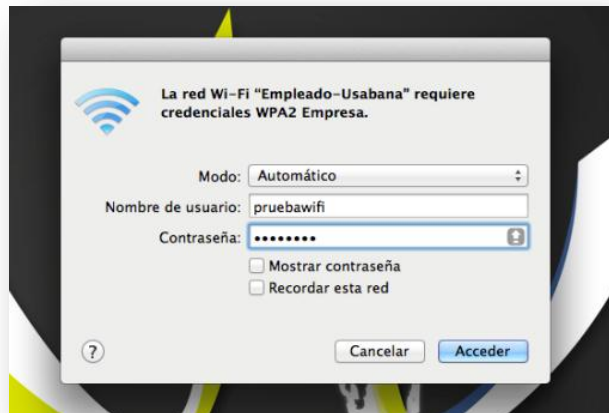 La red Wi-Fi “Empleado-Usabana” requiere
credenciales WPA2 Empresa.
Modo: Automático
Nombre de usuario: pruebawifi
Contraseña: ••••••••
Mostrar contraseña
Recordar esta red
? Cancelar Acceder